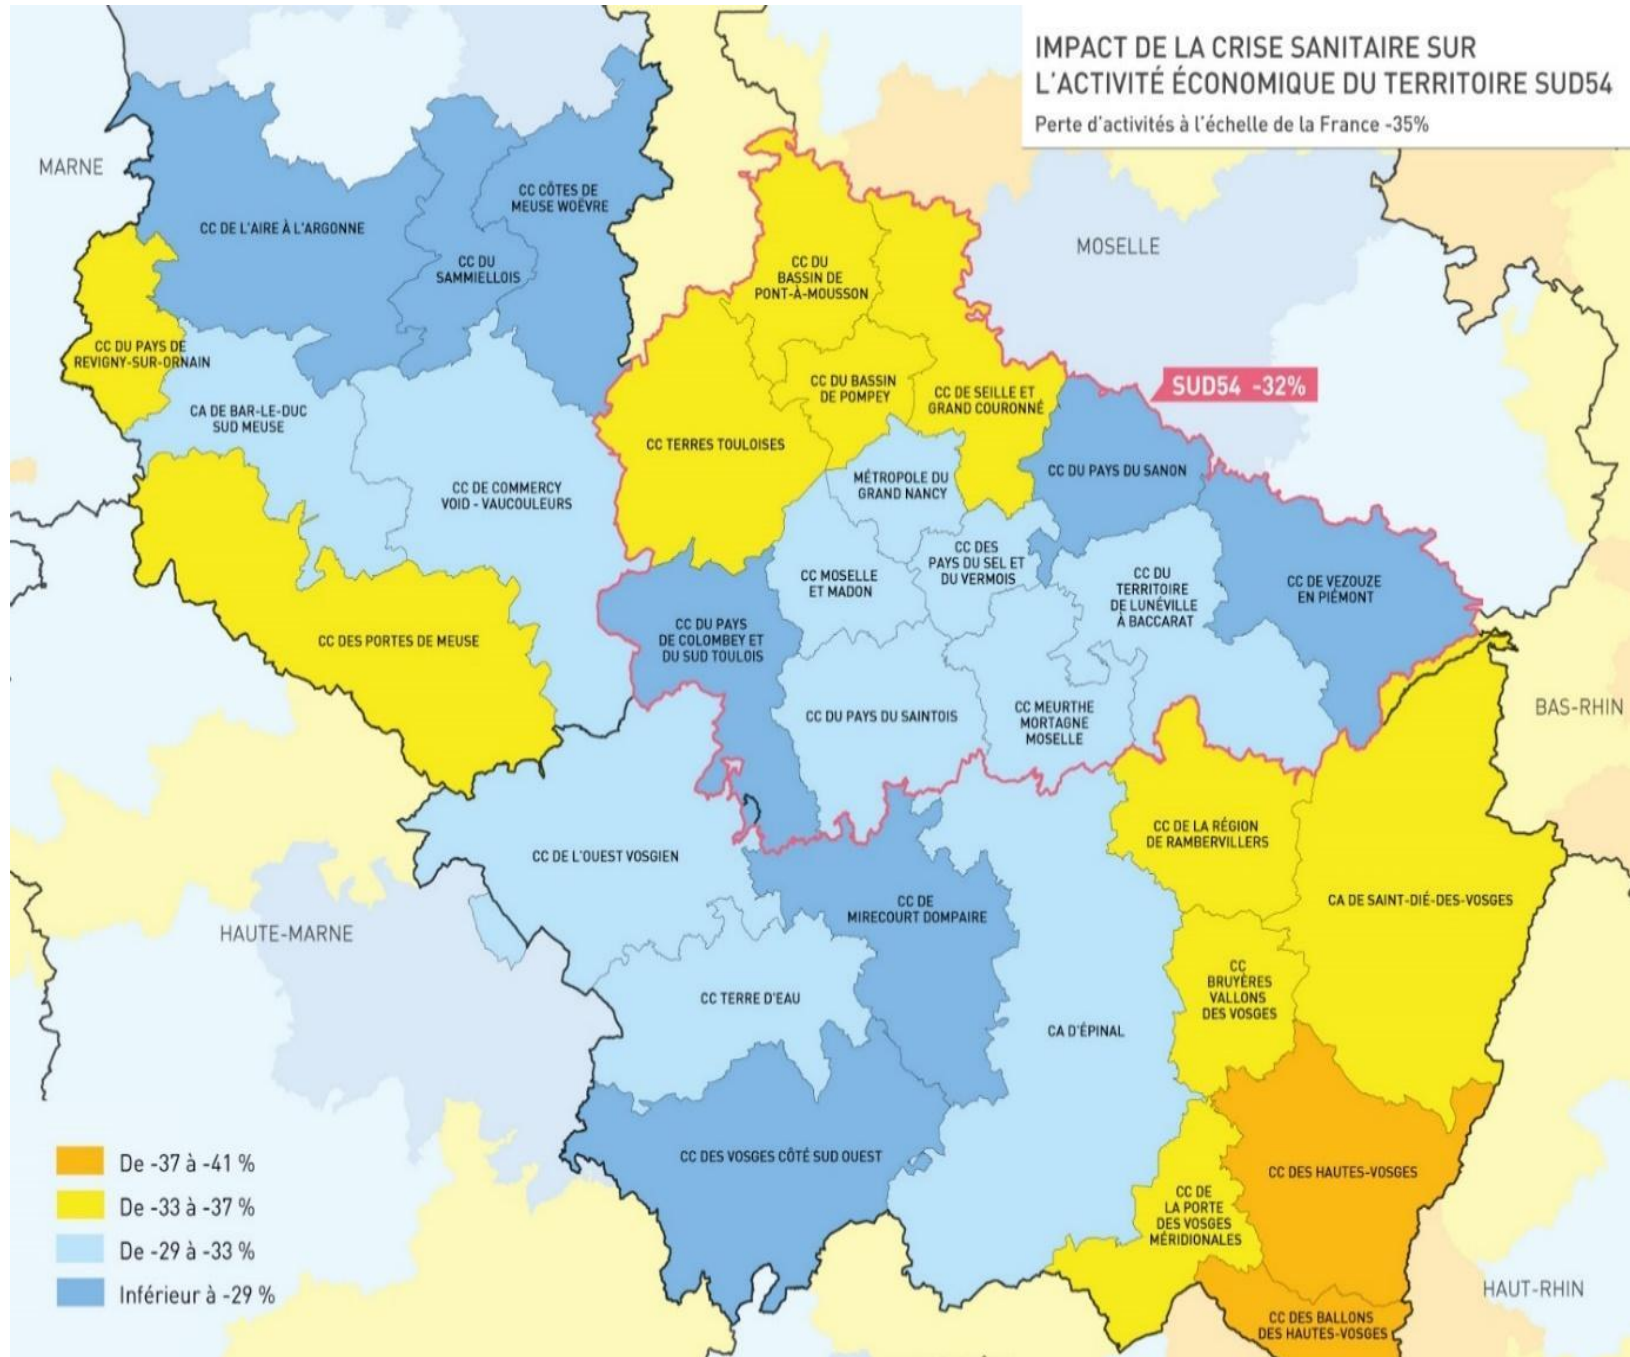 IMPACT DE LA CRISE SANITAIRE SUR
L'ACTIVITÉ ÉCONOMIQUE DU TERRITOIRE SUD54
Perte d'activités à l'échelle de la France -35%
MARNE
CC DE L'AIRE À L'ARGONNE
CC CÔTES DE
MEUSE WOËVRE
CC DU
SAMMIELLOIS
MOSELLE
CC DU
BASSIN DE
PONT-À-MOUSSON
CC DU PAYS DE
REVIGNY-SUR-ORNAIN
CA DE BAR-LE-DUC
SUD MEUSE
CC DU BASSIN
DE POMPEY
CC DE SEILLE ET
GRAND COURONNÉ
SUD54 -32%
CC TERRES TOULOISES
CC DE COMMERCY
VOID - VAUCOULEURS
MÉTROPOLE DU
GRAND NANCY
CC DU PAYS DU SANON
CC MOSELLE
ET MADON
CC DES
PAYS DU SEL ET
DU VERMOIS
CC DU
TERRITOIRE
DE LUNÉVILLE
À BACCARAT
CC DE VEZOUZE
EN PIÉMONT
CC DES PORTES DE MEUSE
CC DU PAYS
DE COLOMBEY ET
DU SUD TOULOIS
CC DU PAYS DU SAINTOIS
CC MEURTHE
MORTAGNE
MOSELLE
BAS-RHIN
CC DE L'OUEST VOSGIEN
CC DE LA RÉGION
DE RAMBERVILLERS
HAUTE-MARNE
CC DE
MIRECOURT DOMPAIRE
CA DE SAINT-DIÉ-DES-VOSGES
CC TERRE D'EAU
CA D'ÉPINAL
CC
BRUYÈRES
VALLONS
DES VOSGES
CC DES VOSGES CÔTÉ SUD OUEST
CC DES HAUTES-VOSGES
CC DE
LA PORTE
DES VOSGES
MÉRIDIONALES
HAUT-RHIN
CC DES BALLONS
DES HAUTES-VOSGES
De -37 à -41 %
De -33 à -37 %
De -29 à -33 %
Inférieur à -29 %